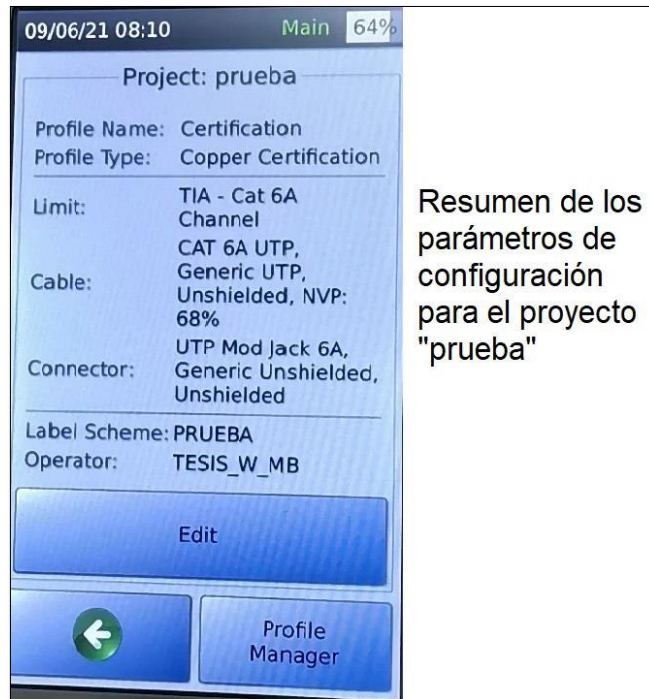 09/06/21 08:10 Main 64%
Project: prueba
Profile Name: Certification
Profile Type: Copper Certification
Limit: TIA - Cat 6A
Channel
Cable: CAT 6A UTP,
Generic UTP,
Unshielded, NVP:
68%
Connector: UTP Mod Jack 6A,
Generic Unshielded,
Unshielded
Label Scheme: PRUEBA
Operator: TESIS_W_MB
Edit
Profile
Manager
Resumen de los
parámetros de
configuración
para el proyecto
"prueba"